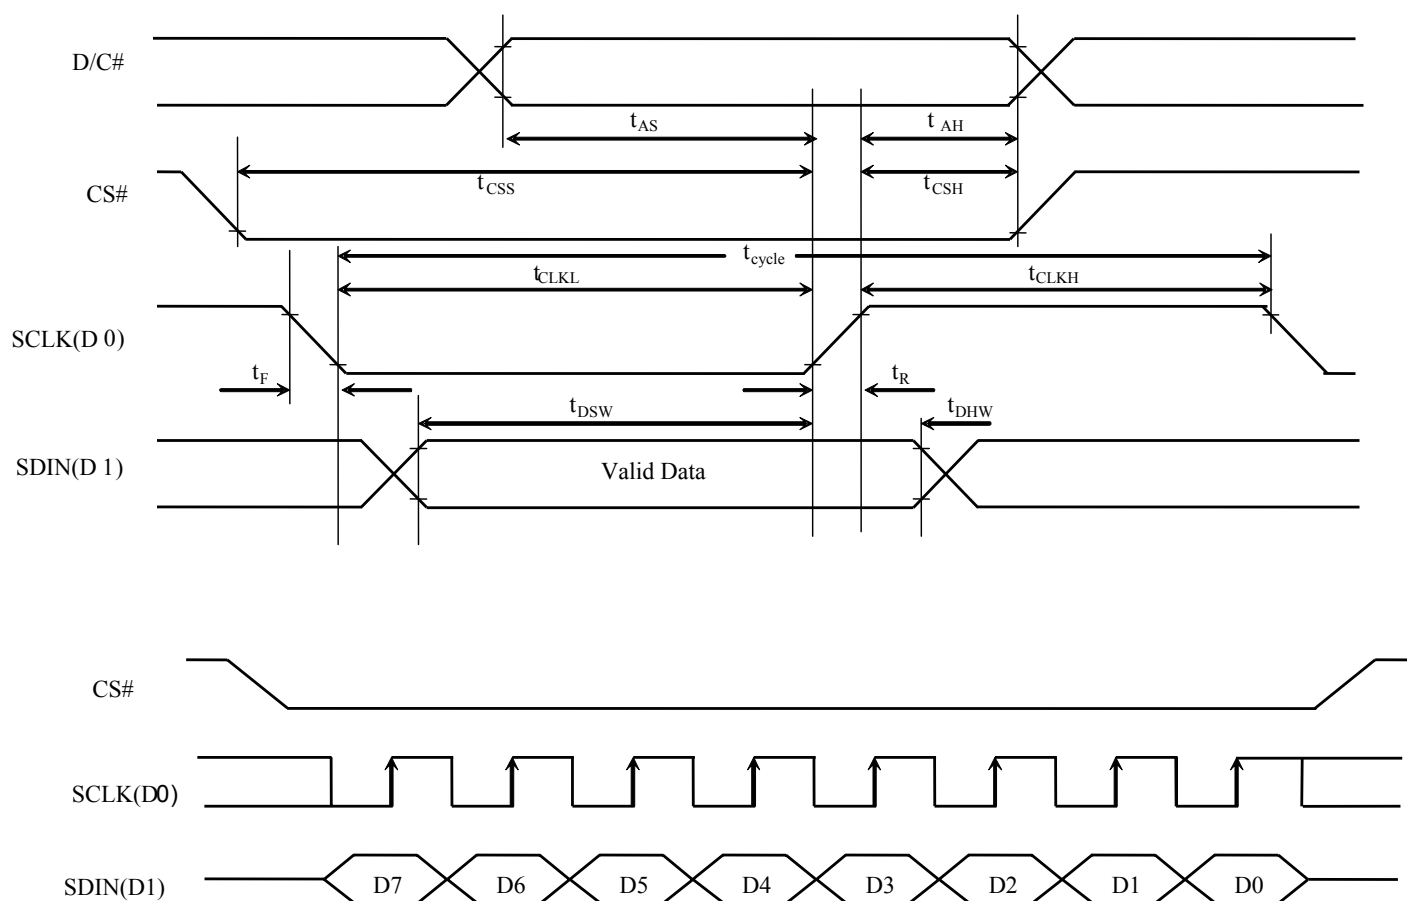 D/C#
tAS
t AH
tCSS
tCSH
CS#
tcycle
tCLKL
tCLKH
SCLK(D 0)
tF
tR
tDSW
tDHW
SDIN(D 1)
Valid Data
CS#
SCLK(D0)
SDIN(D1)
D7 D6 D5 D4 D3 D2 D1 D0